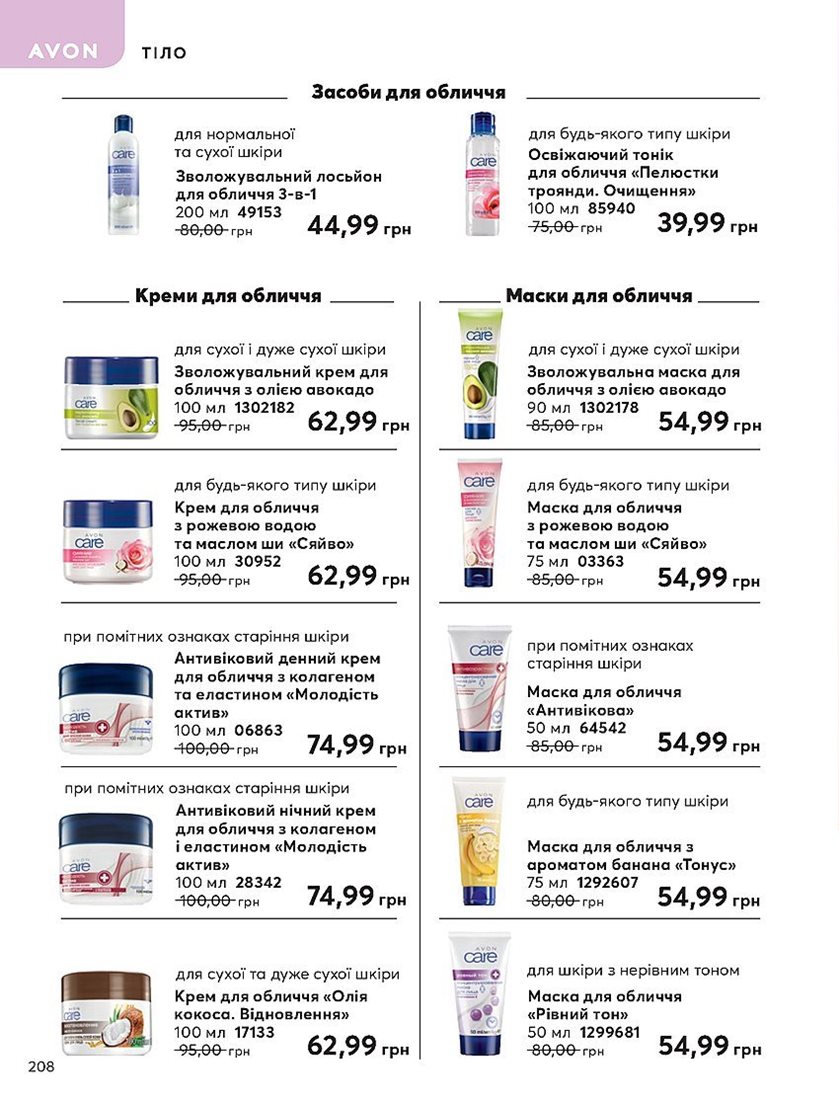 AVON
ТІЛО
Засоби для обличчя
для нормальної
та сухої шкіри
Зволожувальний лосьйон
для обличчя 3-в-1
200 мл 49153
80,00 грн
44,99 грн
для будь-якого типу шкіри
Освіжаючий тонік
для обличчя «Пелюстки
троянди. Очищення»
100 мл 85940
75,00 грн
39,99 грн
Креми для обличчя
для сухої і дуже сухої шкіри
Зволожувальний крем для
обличчя з олією авокадо
100 мл 1302182
95,00 грн
62,99 грн
для будь-якого типу шкіри
Крем для обличчя
з рожевою водою
та маслом ши «Сяйво»
100 мл 30952
95,00 грн
62,99 грн
при помітних ознаках старіння шкіри
Антивіковий денний крем
для обличчя з колагеном
та еластином «Молодість
актив»
100 мл 06863
100,00 грн
74,99 грн
при помітних ознаках старіння шкіри
Антивіковий нічний крем
для обличчя з колагеном
і еластином «Молодість
актив»
100 мл 28342
100,00 грн
74,99 грн
для сухої та дуже сухої шкіри
Крем для обличчя «Олія
кокоса. Відновлення»
100 мл 17133
95,00 грн
62,99 грн
Маски для обличчя
для сухої і дуже сухої шкіри
Зволожувальна маска для
обличчя з олією авокадо
90 мл 1302178
85,00 грн
54,99 грн
для будь-якого типу шкіри
Маска для обличчя
з рожевою водою
та маслом ши «Сяйво»
75 мл 03363
85,00 грн
54,99 грн
при помітних ознаках
старіння шкіри
Маска для обличчя
«Антивікова»
50 мл 64542
85,00 грн
54,99 грн
для будь-якого типу шкіри
Маска для обличчя з
ароматом банана «Тонус»
75 мл 1292607
80,00 грн
54,99 грн
для шкіри з нерівним тоном
Маска для обличчя
«Рівний тон»
50 мл 1299681
80,00 грн
54,99 грн
care
care
care
care
care
care
care
care
care
care
care
care
208